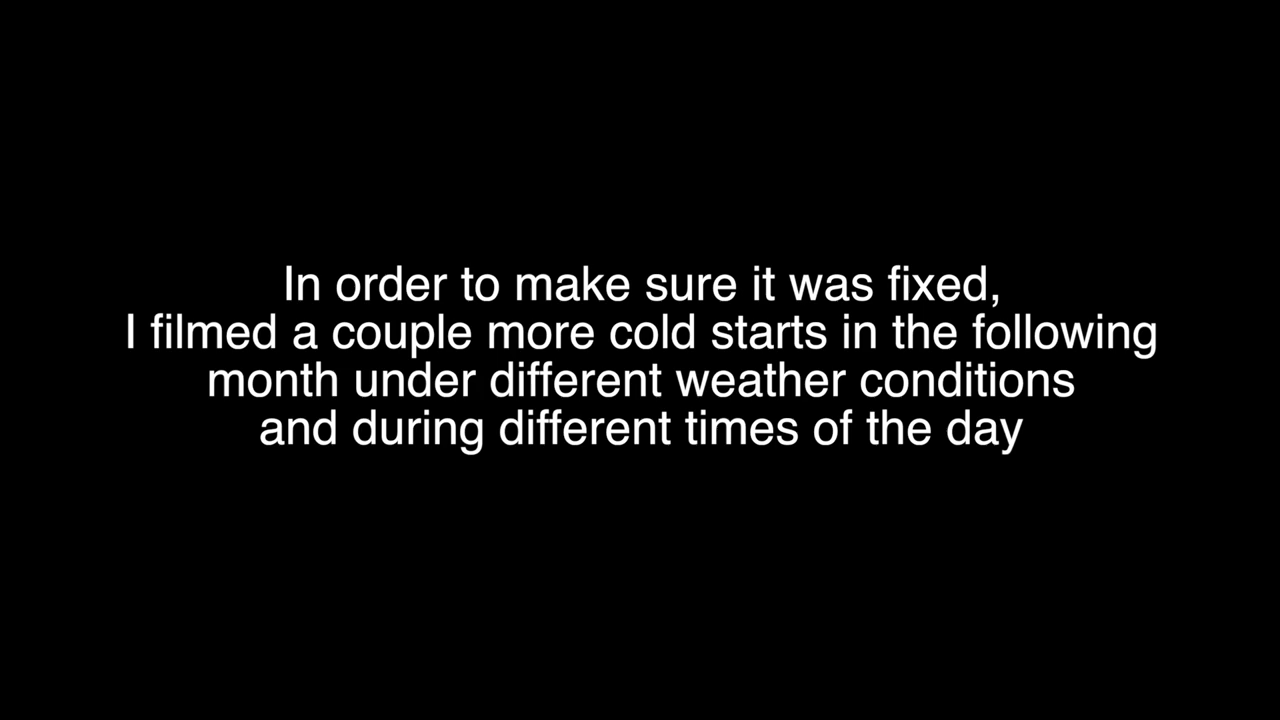 In order to make sure it was fixed,
I filmed a couple more cold starts in the following
month under different weather conditions
and during different times of the day